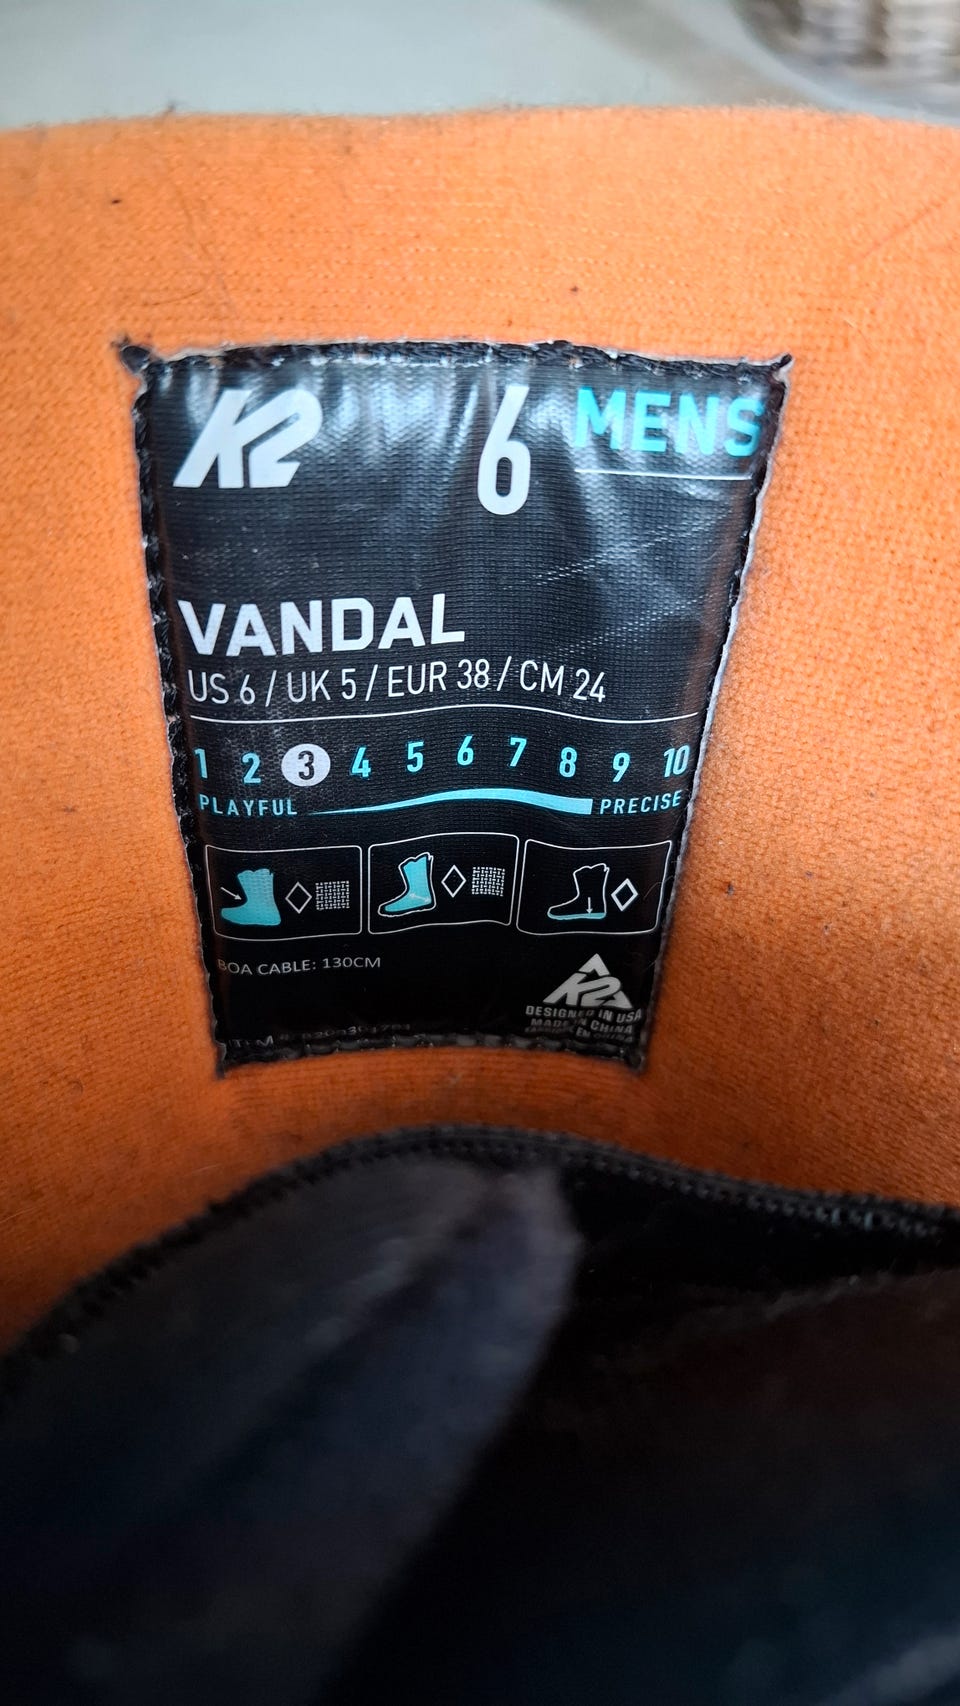 K2 6 MENS
VANDAL
US 6 / UK 5 / EUR 38 / CM 24
1 2 3 4 5 6 7 8 9 10
PLAYFUL PRECISE
BOA CABLE: 130CM
K2
DESIGNED IN USA
MADE IN CHINA